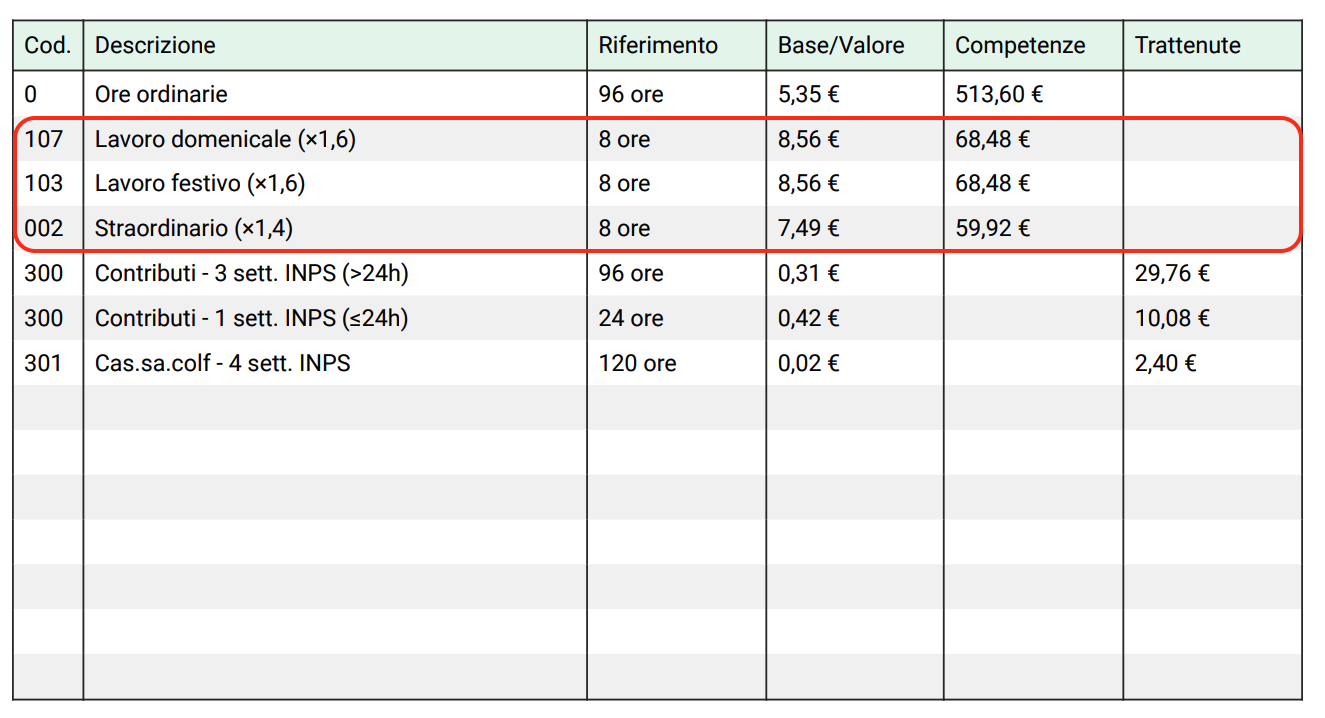 Cod. Descrizione Riferimento Base/Valore Competenze Trattenute
0 Ore ordinarie 96 ore 5,35 € 513,60 €
107 Lavoro domenicale (×1,6) 8 ore 8,56 € 68,48 €
103 Lavoro festivo (×1,6) 8 ore 8,56 € 68,48 €
002 Straordinario (×1,4) 8 ore 7,49 € 59,92 €
300 Contributi - 3 sett. INPS (>24h) 96 ore 0,31 € 29,76 €
300 Contributi - 1 sett. INPS (≤24h) 24 ore 0,42 € 10,08 €
301 Cas.sa.colf - 4 sett. INPS 120 ore 0,02 € 2,40 €